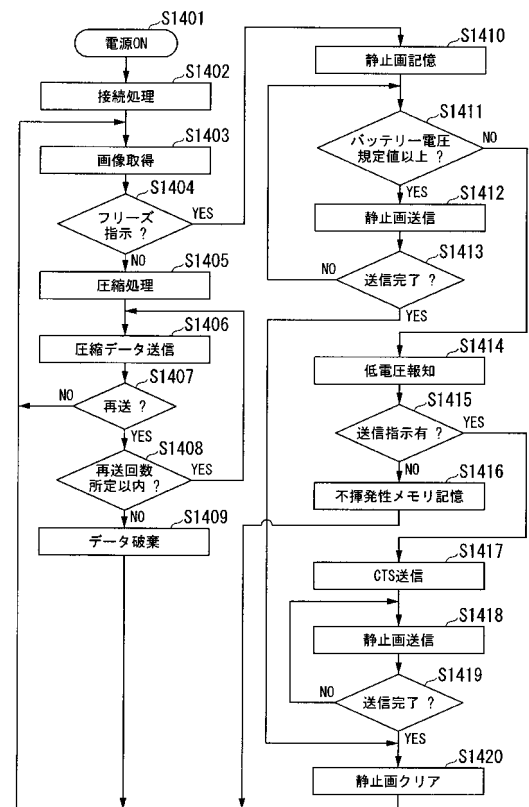 S1401
電源ON
S1402
接続処理
S1403
画像取得
S1404
フリーズ
指示 ?
YES
NO
S1405
圧縮処理
S1406
圧縮データ送信
S1407
再送 ?
NO
YES
S1408
再送回数
所定以内 ?
YES
NO
S1409
データ破棄
S1410
静止画記憶
S1411
バッテリー電圧
規定値以上 ?
NO
YES
S1412
静止画送信
S1413
送信完了 ?
NO
YES
S1414
低電圧報知
S1415
送信指示有 ?
YES
NO
S1416
不揮発性メモリ記憶
S1417
CTS送信
S1418
静止画送信
S1419
送信完了 ?
NO
YES
S1420
静止画クリア